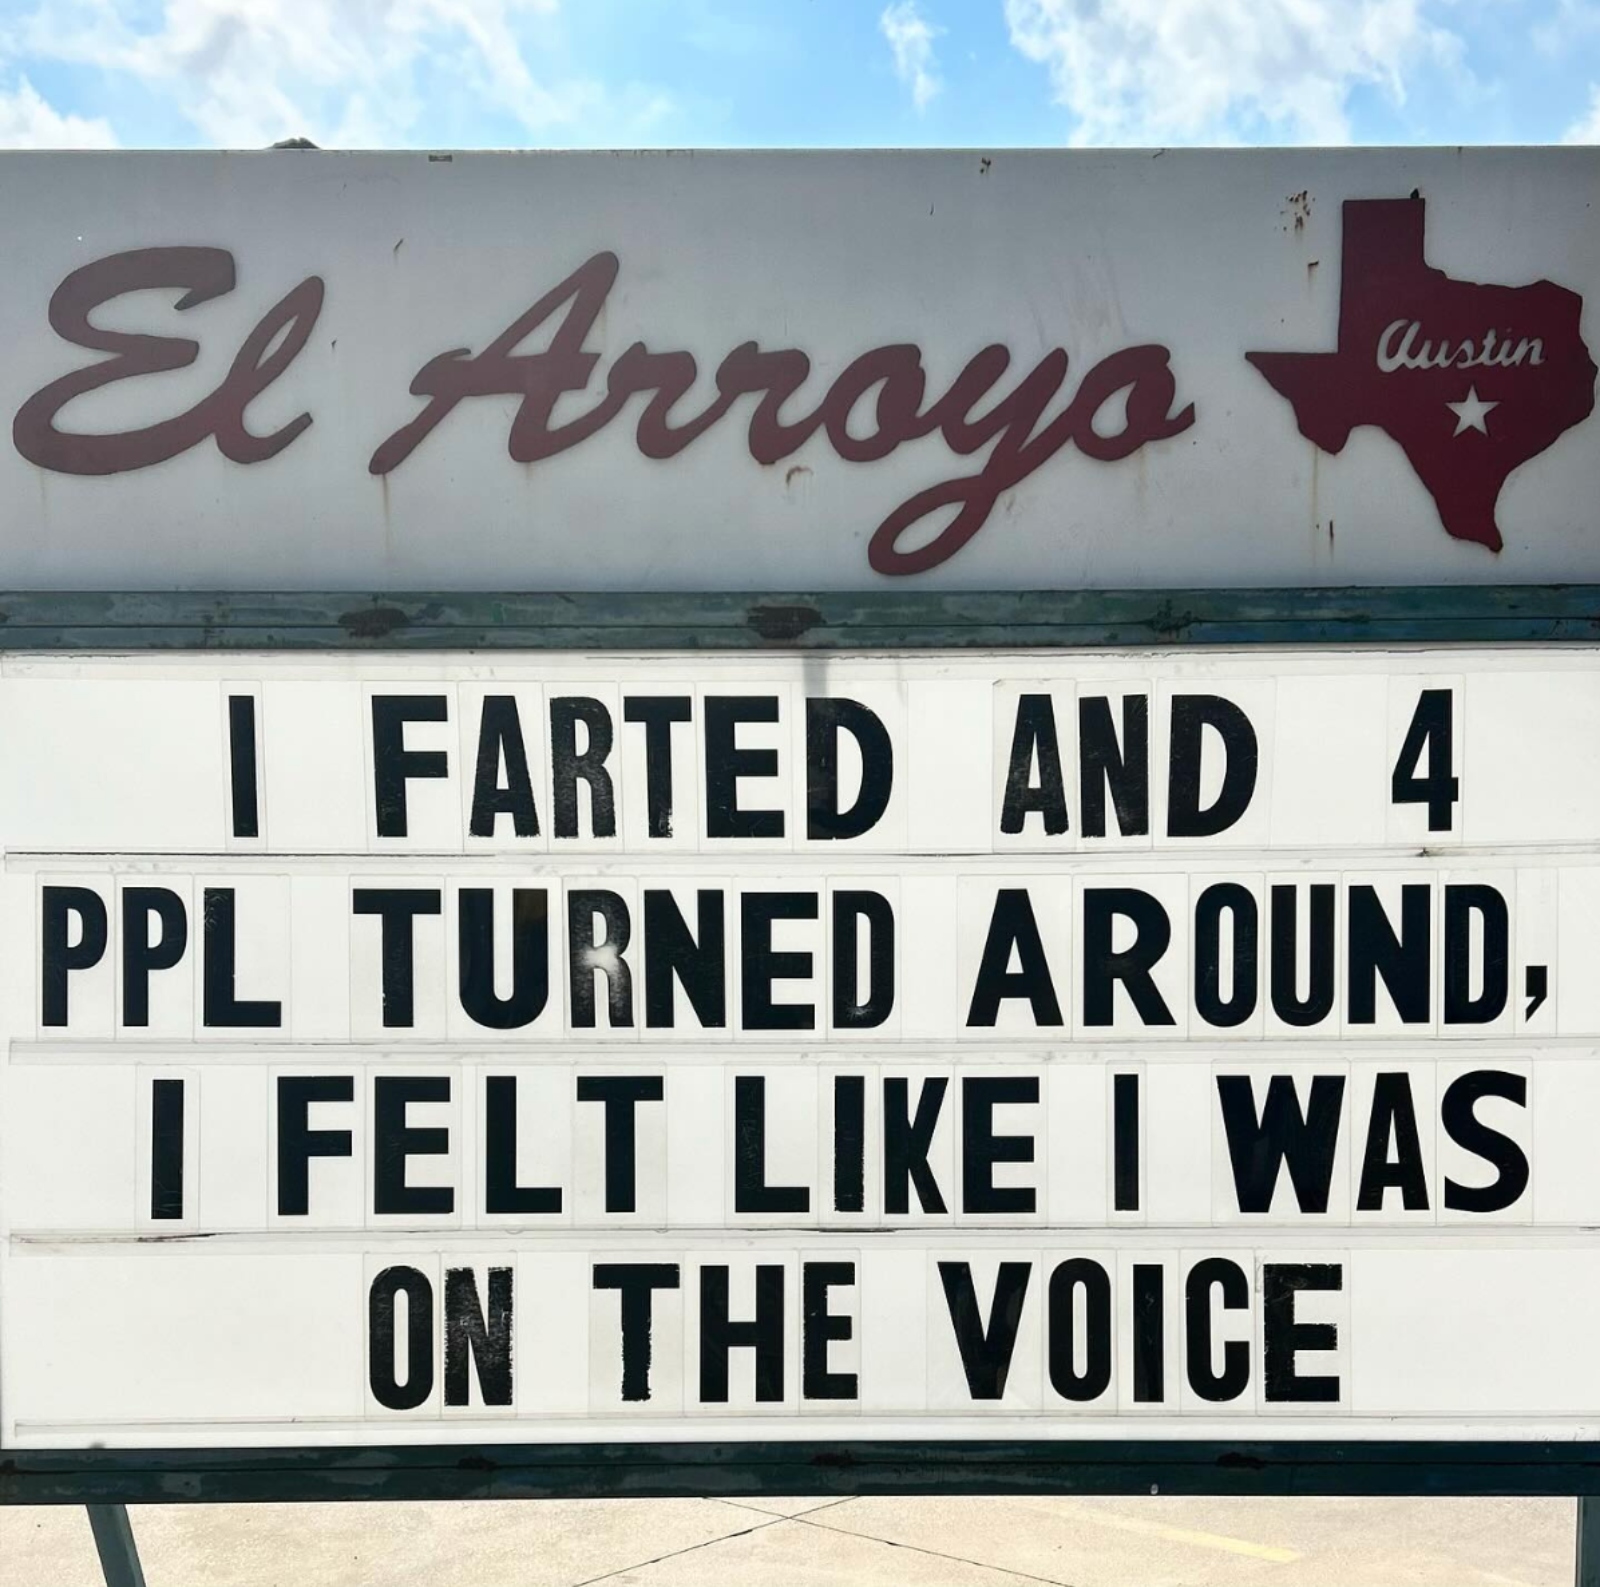 El Arroyo
Austin
I FARTED AND 4
PPL TURNED AROUND,
I FELT LIKE I WAS
ON THE VOICE